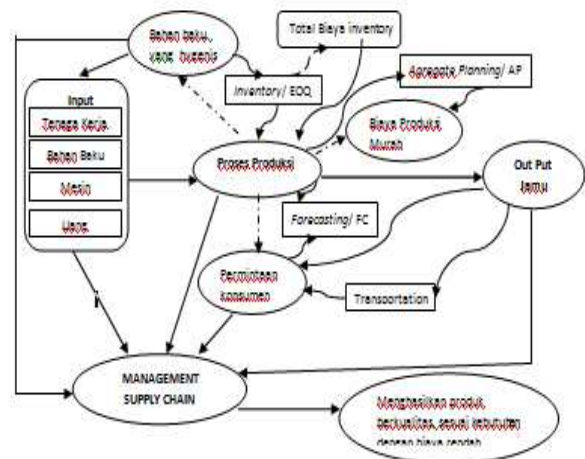 Bahan baku,
yang hygenis
Total Biaya inventory
Agregate Planning/ AP
Inventory/ EOQ
Input
Tenaga Kerja
Bahan Baku
Mesin
Uang
Biaya Produksi
Murah
Proses Produksi
Out Put
Jamu
Forecasting/ FC
Permintaan
konsumen
Transportation
MANAGEMENT
SUPPLY CHAIN
Menghasilkan produk
berkualitas, sesuai kebutuhan
dengan biaya rendah